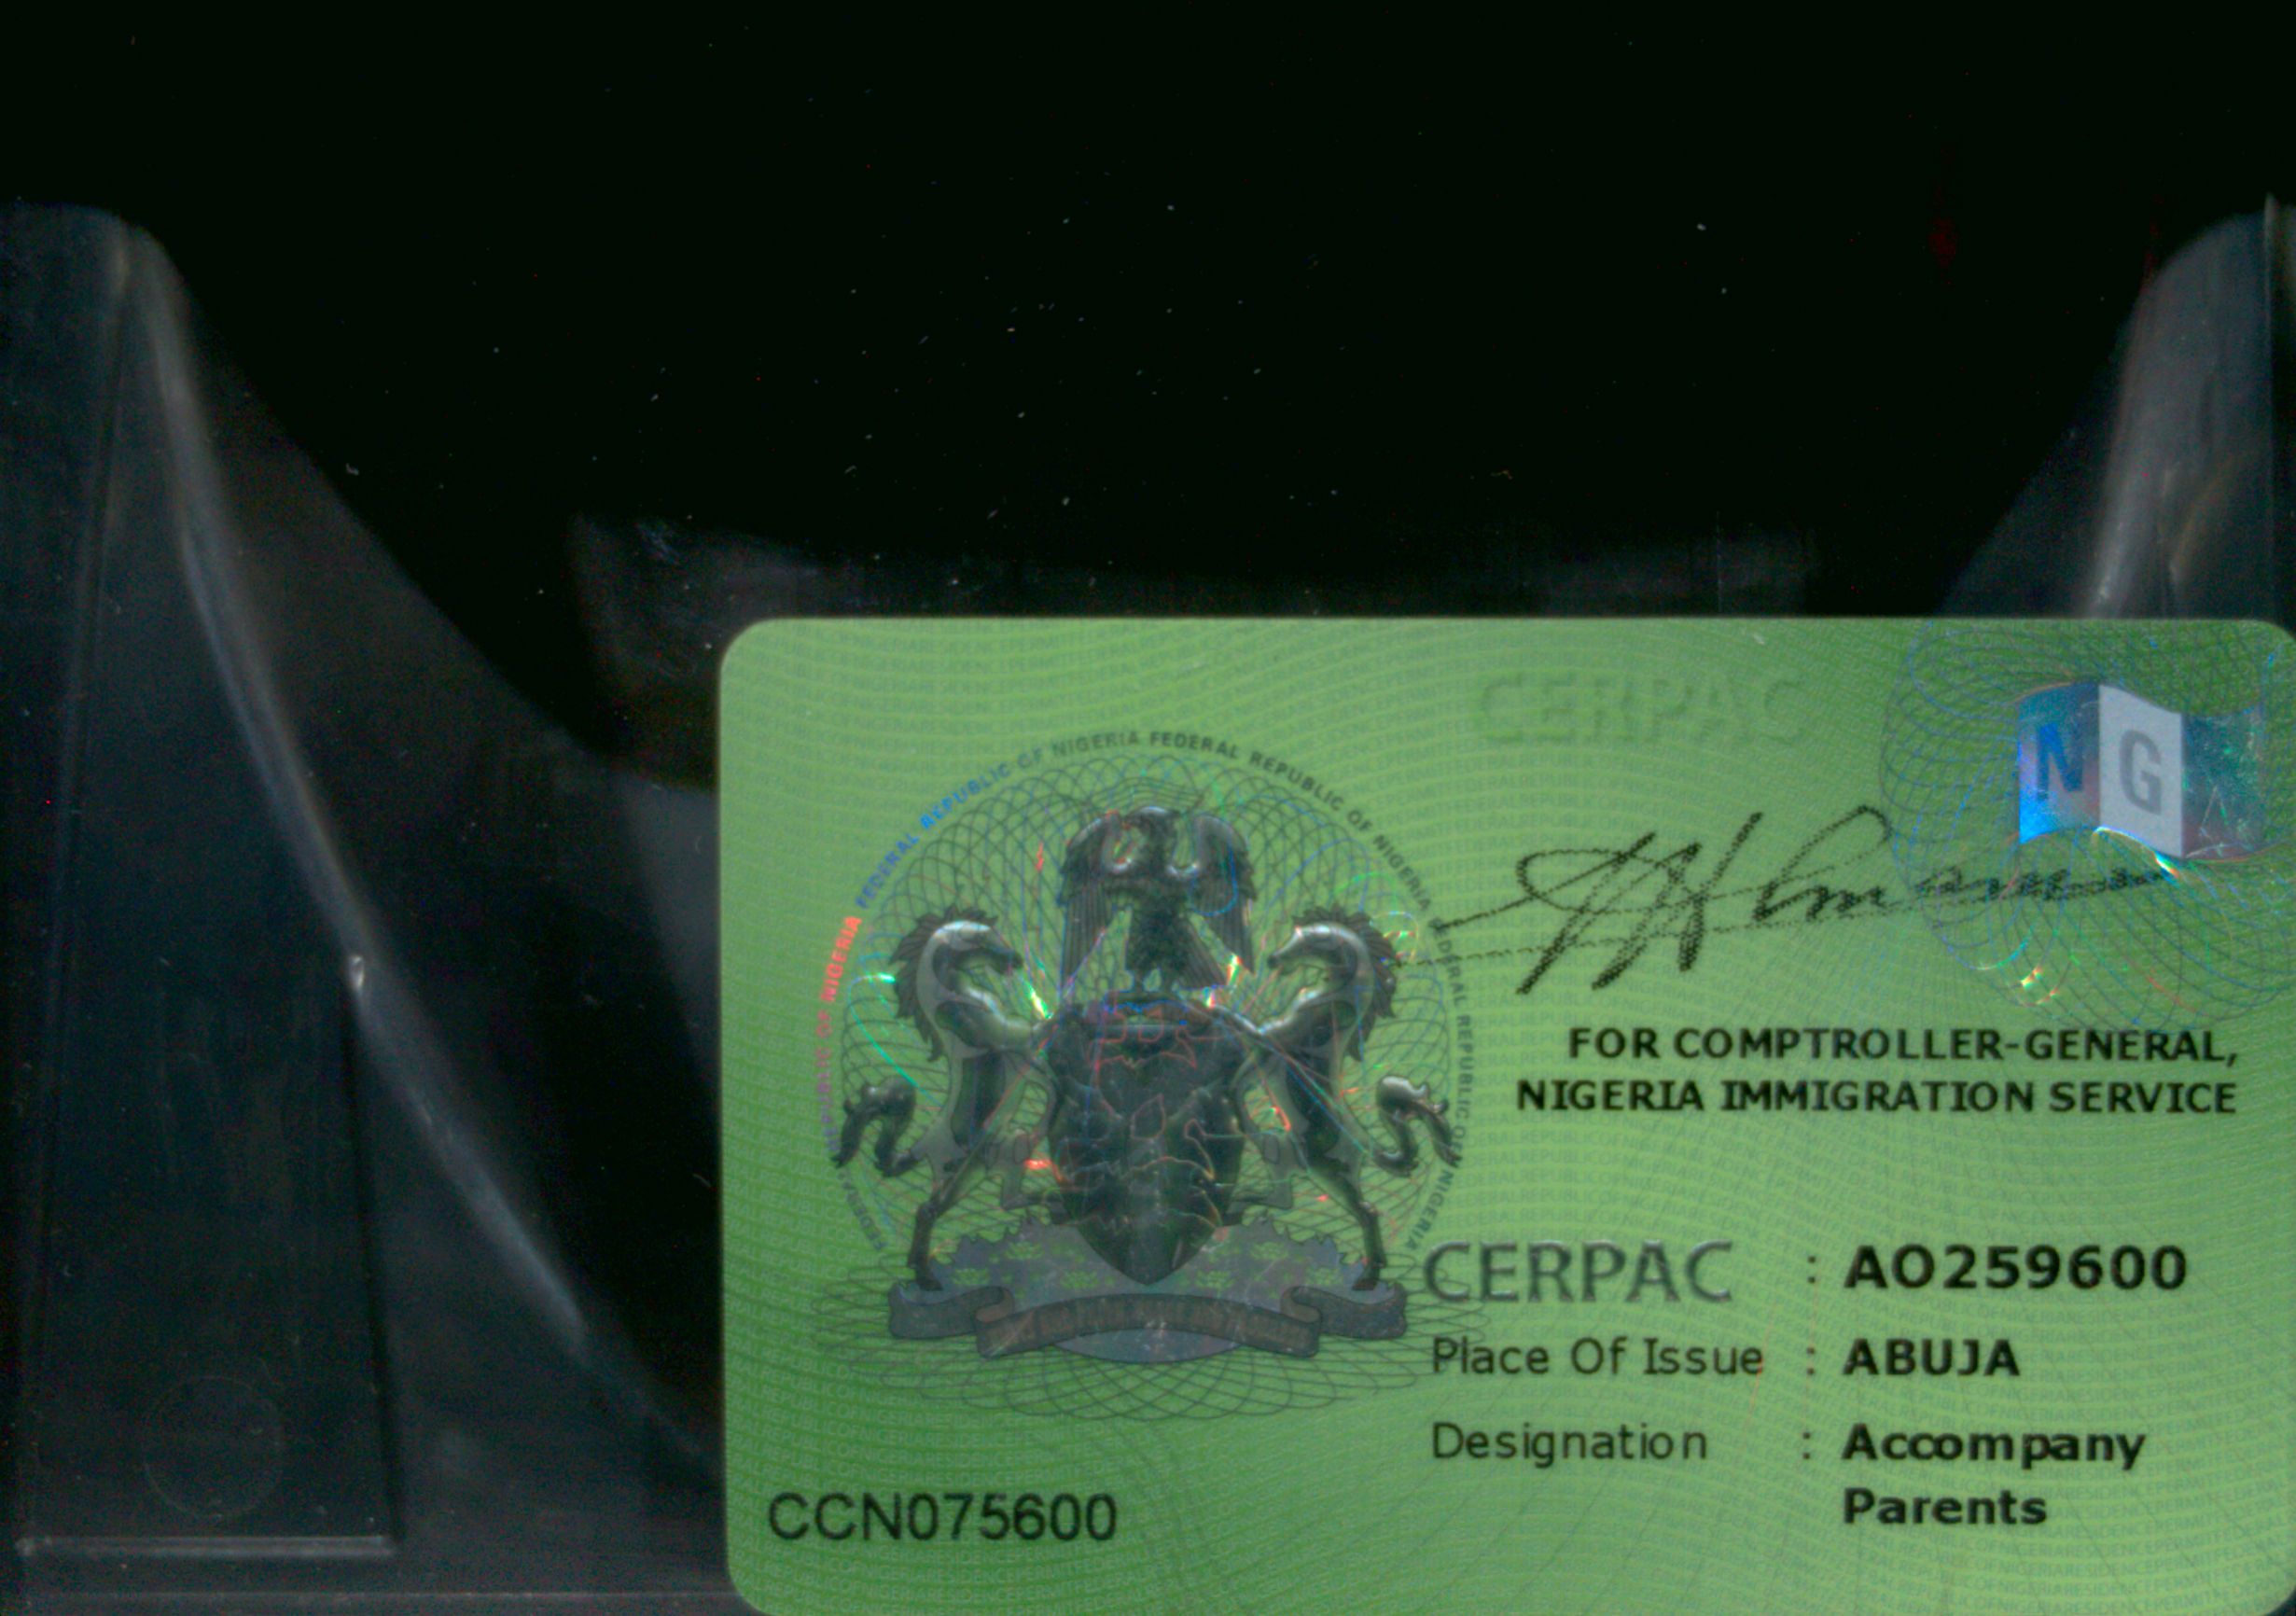 CERPAC
NG
FEDERAL REPUBLIC OF NIGERIA FEDERAL REPUBLIC OF NIGERIA FEDERAL REPUBLIC OF NIGERIA
FOR COMPTROLLER-GENERAL,
NIGERIA IMMIGRATION SERVICE
CERPAC : AO259600
Place Of Issue : ABUJA
Designation : Accompany
Parents
CCN075600